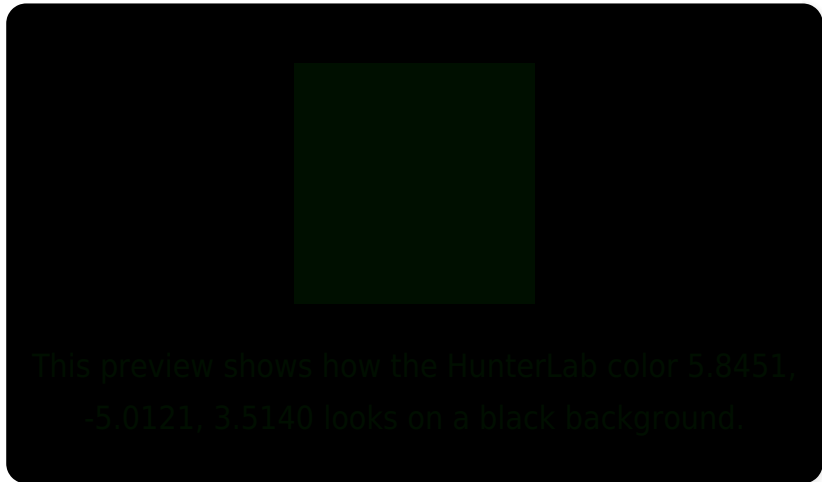 This preview shows how the HunterLab color 5.8451,
-5.0121, 3.5140 looks on a black background.